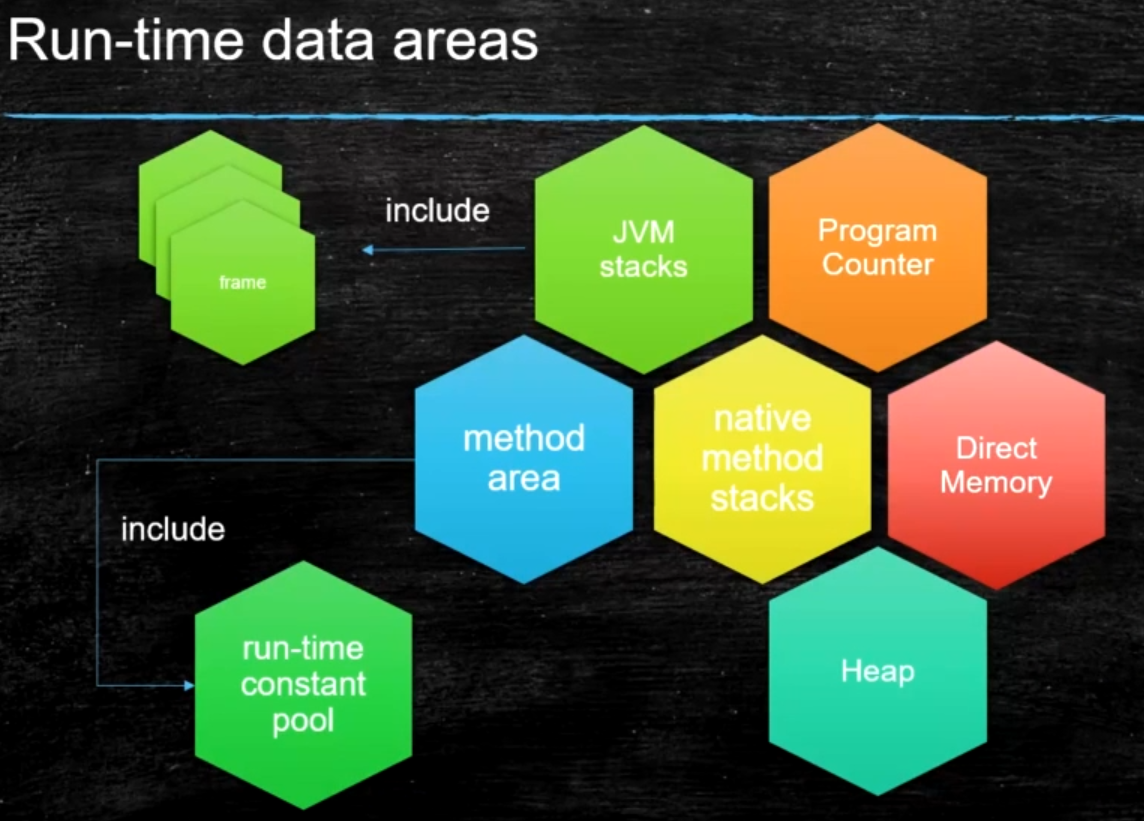 Run-time data areas
include
frame
JVM
stacks
Program
Counter
method
area
native
method
stacks
Direct
Memory
include
run-time
constant
pool
Heap